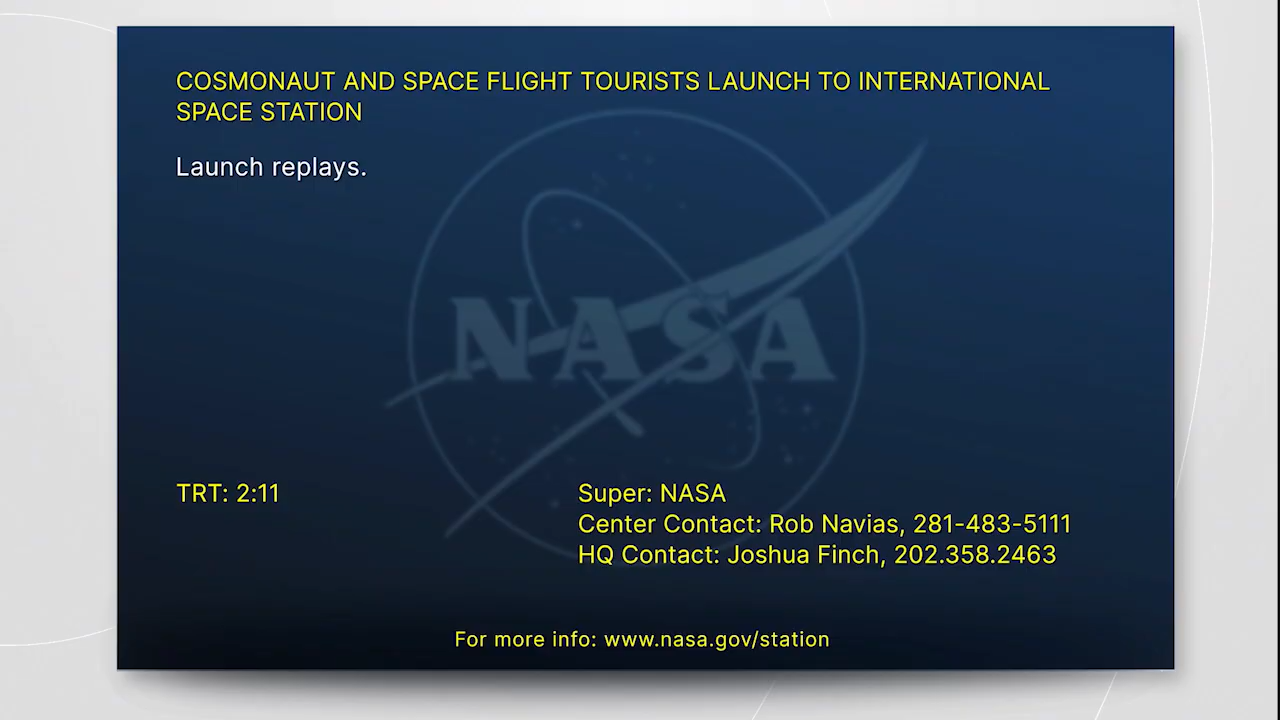 COSMONAUT AND SPACE FLIGHT TOURISTS LAUNCH TO INTERNATIONAL
SPACE STATION
Launch replays.
NASA
TRT: 2:11
Super: NASA
Center Contact: Rob Navias, 281-483-5111
HQ Contact: Joshua Finch, 202.358.2463
For more info: www.nasa.gov/station